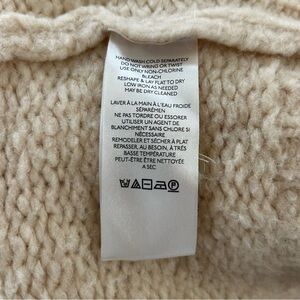 HAND WASH COLD SEPARATELY
DO NOT WRING OR TWIST
USE ONLY NON-CHLORINE
BLEACH
RESHAPE & LAY FLAT TO DRY
LOW IRON AS NEEDED
MAY BE DRY CLEANED
LAVER À LA MAIN À L'EAU FROIDE
SÉPARÉMEN
NE PAS TORDRE OU ESSORER
UTILISER UN AGENT DE
BLANCHIMENT SANS CHLORE SI
NÉCESSAIRE
REMODELER ET SÉCHER À PLAT
REPASSER, AU BESOIN, À TRÉS
BASSE TEMPÉRATURE
PEUT-ÊTRE ÊTRE NETTOYÉE
A SEC